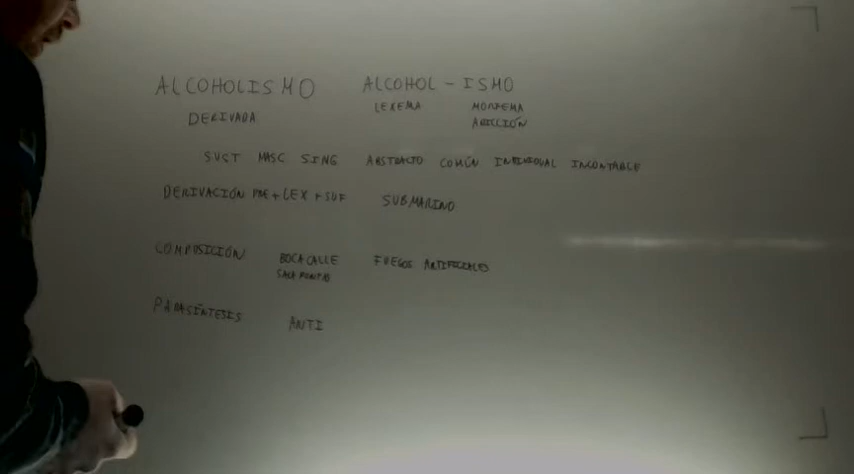 ALCOHOLISMO ALCOHOL - ISMO
DERIVADA LEXEMA MORFEMA
ADICCIÓN
SUST MASC SING ABSTRACTO COMÚN INDIVIDUAL INCONTABLE
DERIVACIÓN PRE + LEX + SUF SUBMARINO
COMPOSICIÓN BOCACALLE FUEGOS ARTIFICIALES
SACAPUNTAS
PARASÍNTESIS ANTI